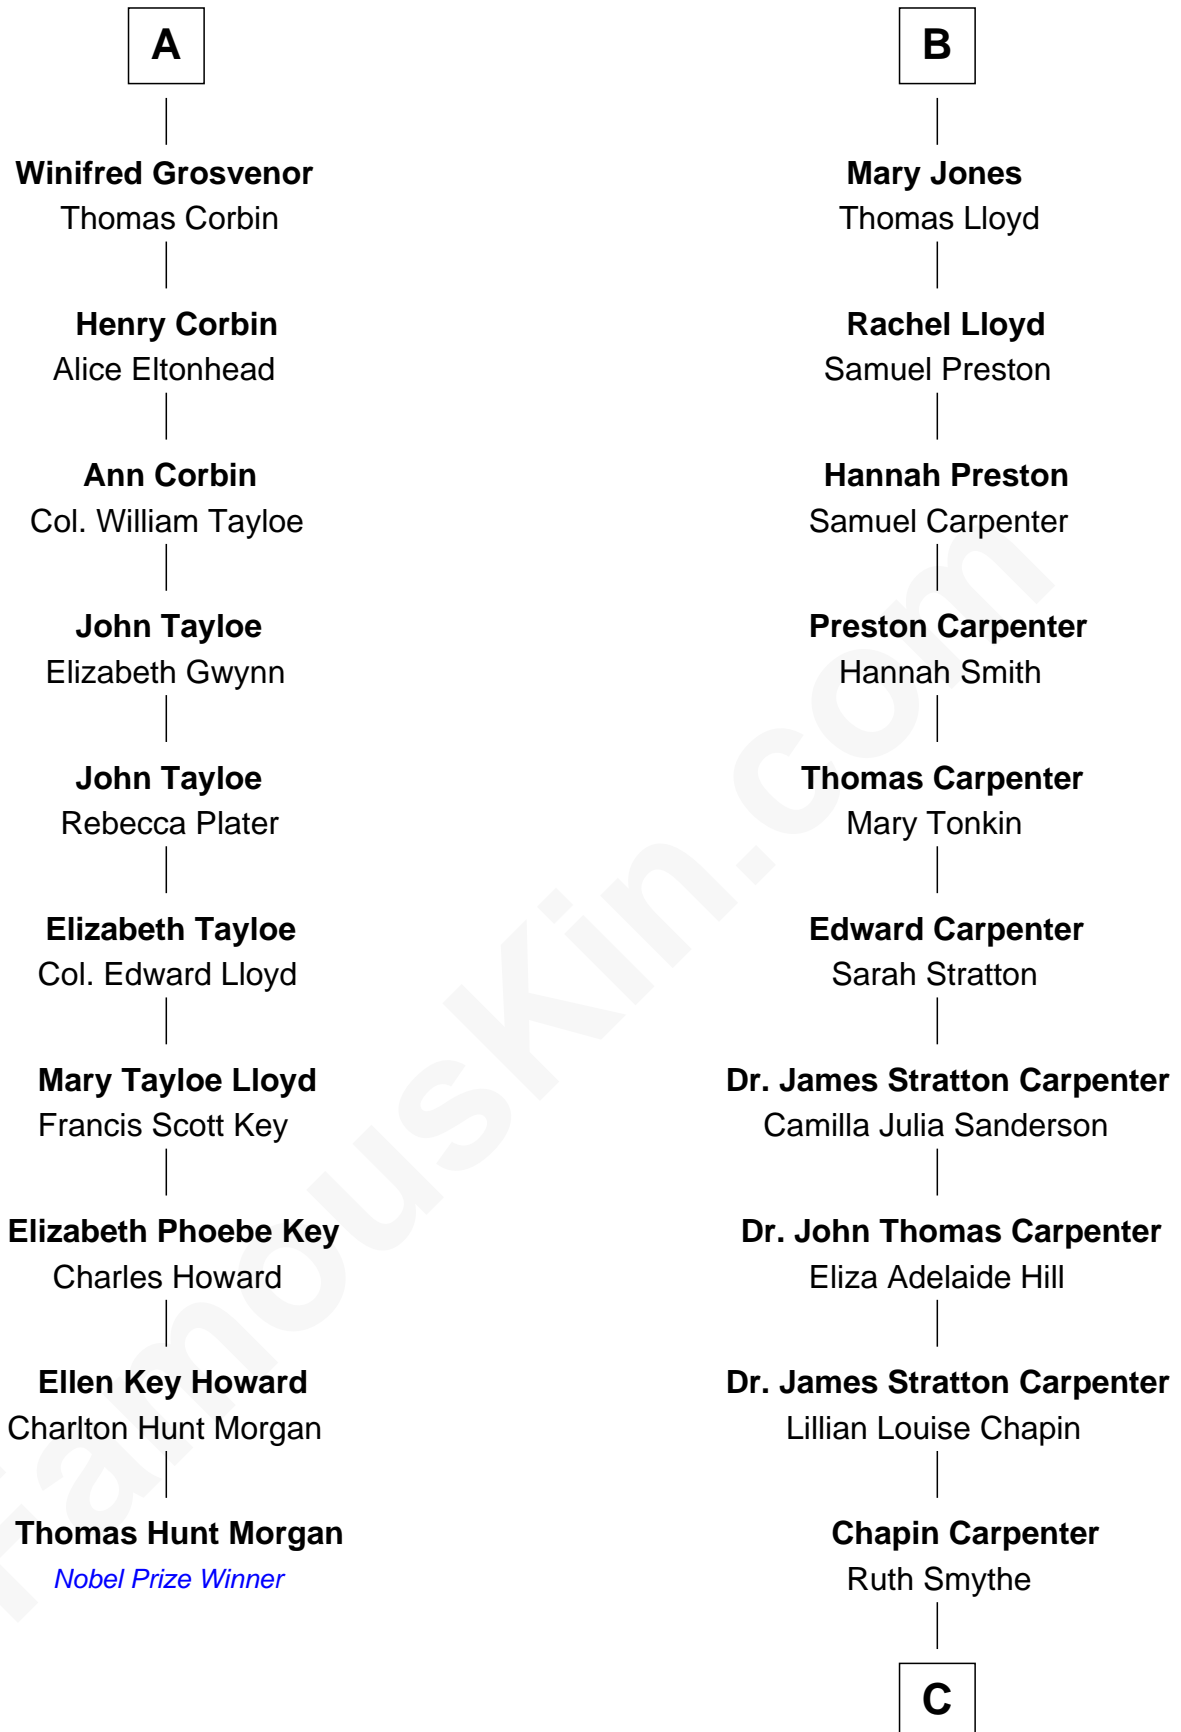 A
Winifred Grosvenor
Thomas Corbin
Henry Corbin
Alice Eltonhead
Ann Corbin
Col. William Tayloe
John Tayloe
Elizabeth Gwynn
John Tayloe
Rebecca Plater
Elizabeth Tayloe
Col. Edward Lloyd
Mary Tayloe Lloyd
Francis Scott Key
Elizabeth Phoebe Key
Charles Howard
Ellen Key Howard
Charlton Hunt Morgan
Thomas Hunt Morgan
Nobel Prize Winner
B
Mary Jones
Thomas Lloyd
Rachel Lloyd
Samuel Preston
Hannah Preston
Samuel Carpenter
Preston Carpenter
Hannah Smith
Thomas Carpenter
Mary Tonkin
Edward Carpenter
Sarah Stratton
Dr. James Stratton Carpenter
Camilla Julia Sanderson
Dr. John Thomas Carpenter
Eliza Adelaide Hill
Dr. James Stratton Carpenter
Lillian Louise Chapin
Chapin Carpenter
Ruth Smythe
C
FamousKin.com